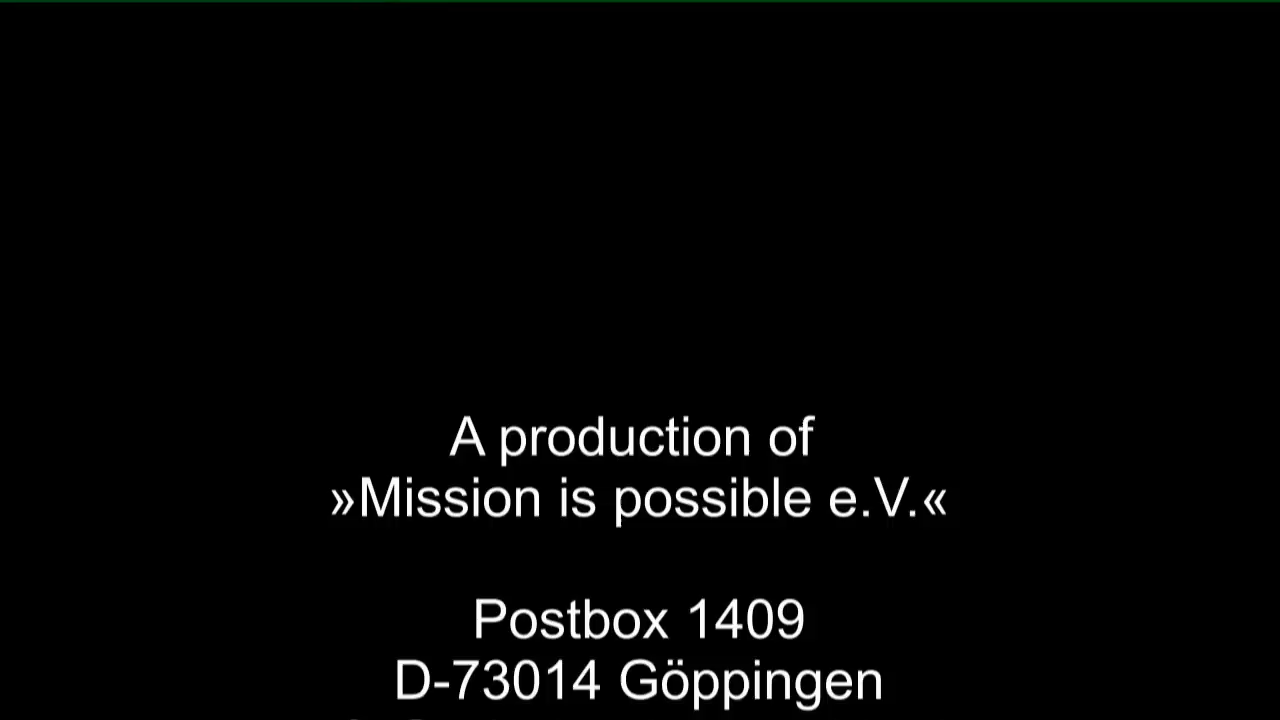 A production of
»Mission is possible e.V.«
Postbox 1409
D-73014 Göppingen